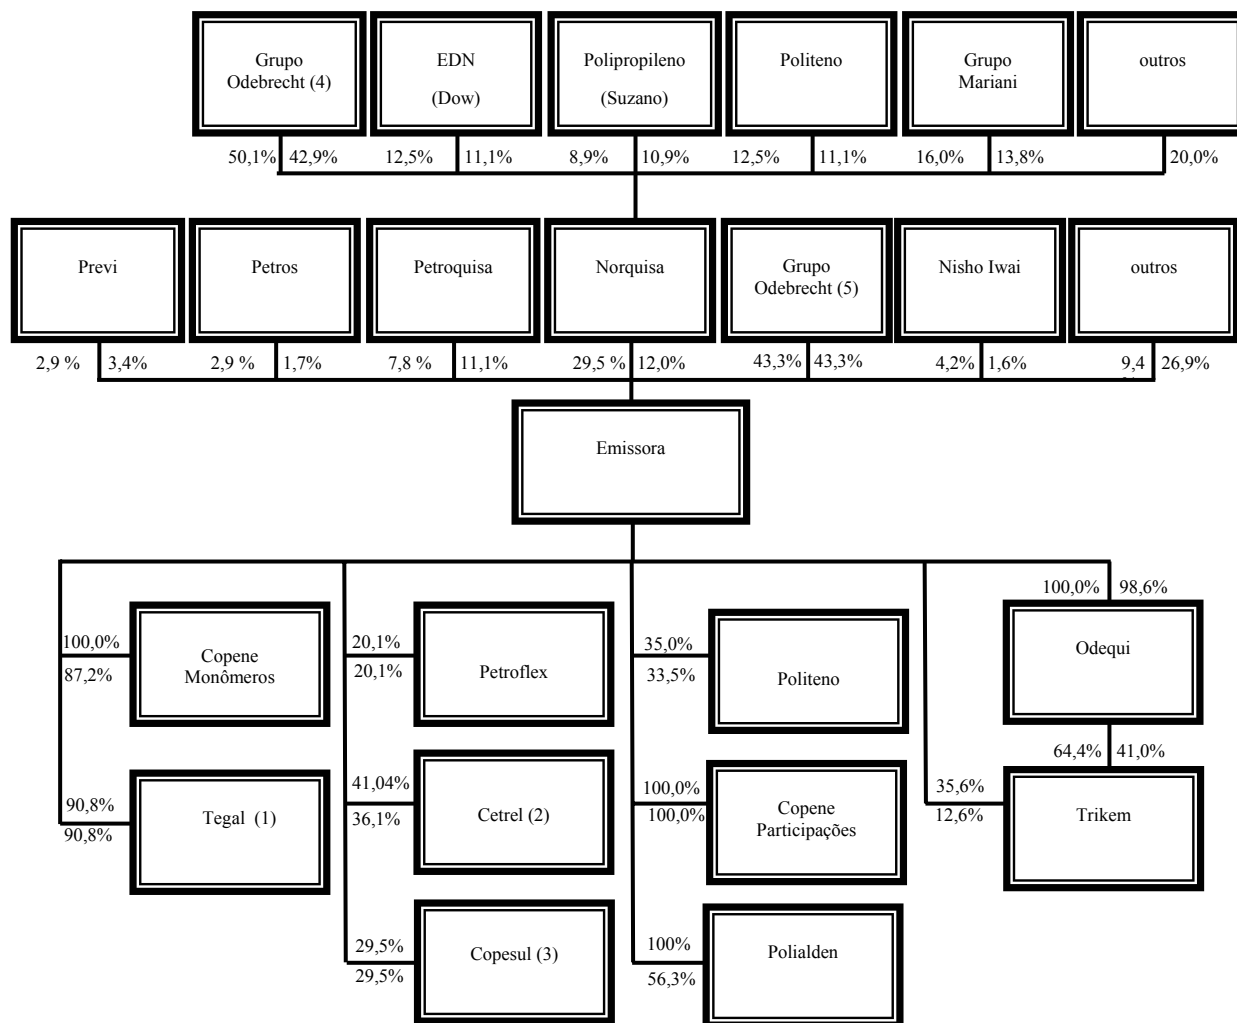 Grupo
Odebrecht (4)
EDN
(Dow)
Polipropileno
(Suzano)
Politeno
Grupo
Mariani
outros
50,1% 42,9%
12,5% 11,1%
8,9% 10,9%
12,5% 11,1%
16,0% 13,8%
20,0%
Previ
Petros
Petroquisa
Norquisa
Grupo
Odebrecht (5)
Nisho Iwai
outros
2,9 % 3,4%
2,9 % 1,7%
7,8 % 11,1%
29,5 % 12,0%
43,3% 43,3%
4,2% 1,6%
9,4 26,9%
Emissora
100,0%
87,2%
Copene
Monômeros
20,1%
20,1%
Petroflex
35,0%
33,5%
Politeno
100,0% 98,6%
Odequi
64,4% 41,0%
90,8%
90,8%
Tegal (1)
41,04%
36,1%
Cetrel (2)
100,0%
100,0%
Copene
Participações
35,6%
12,6%
Trikem
29,5%
29,5%
Copesul (3)
100%
56,3%
Polialden